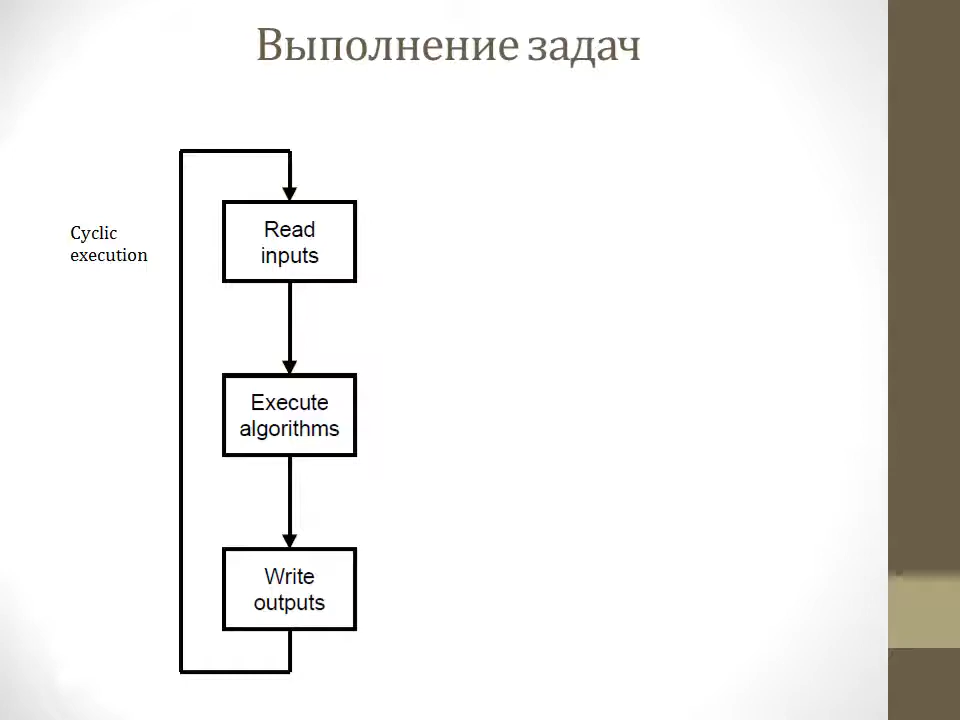 Выполнение задач
Cyclic
execution
Read
inputs
Execute
algorithms
Write
outputs